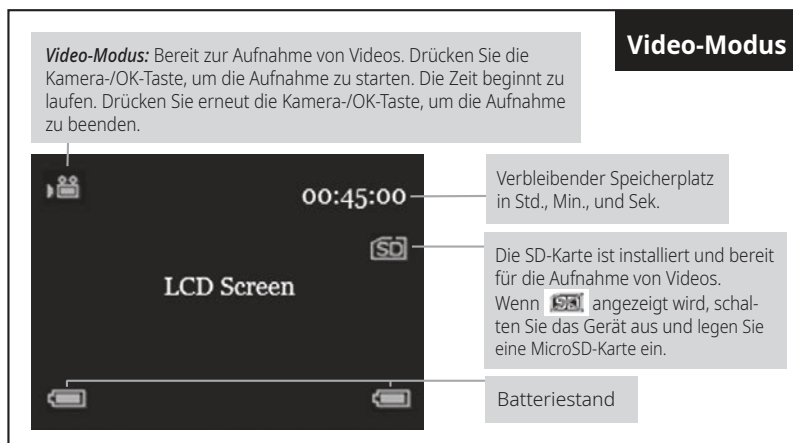 Video-Modus
Video-Modus: Bereit zur Aufnahme von Videos. Drücken Sie die
Kamera-/OK-Taste, um die Aufnahme zu starten. Die Zeit beginnt zu
laufen. Drücken Sie erneut die Kamera-/OK-Taste, um die Aufnahme
zu beenden.
00:45:00
Verbleibender Speicherplatz
in Std., Min., und Sek.
SD
LCD Screen
Die SD-Karte ist installiert und bereit
für die Aufnahme von Videos.
Wenn SD angezeigt wird, schal-
ten Sie das Gerät aus und legen Sie
eine MicroSD-Karte ein.
Batteriestand